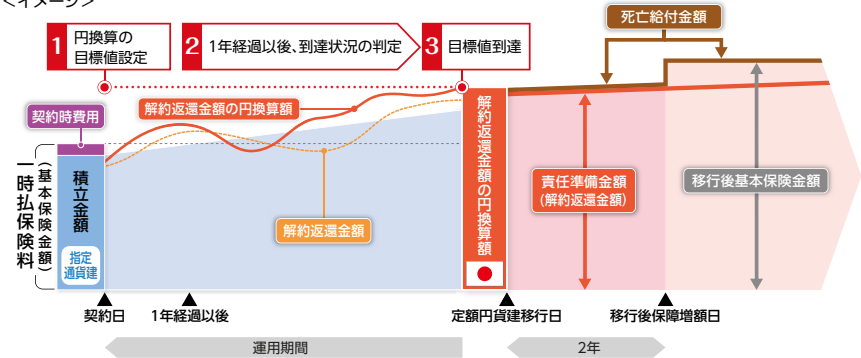 <イメージ>
死亡給付金額
1 円換算の
目標値設定
2 1年経過以後、到達状況の判定
3 目標値到達
契約時費用
解約返還金額の円換算額
解約返還金額
一時払保険料
(基本保険金額)
積立金額
指定
通貨建
解約返還金額の円換算額
責任準備金額
(解約返還金額)
移行後基本保険金額
契約日
1年経過以後
定額円貨建移行日
移行後保障増額日
運用期間
2年